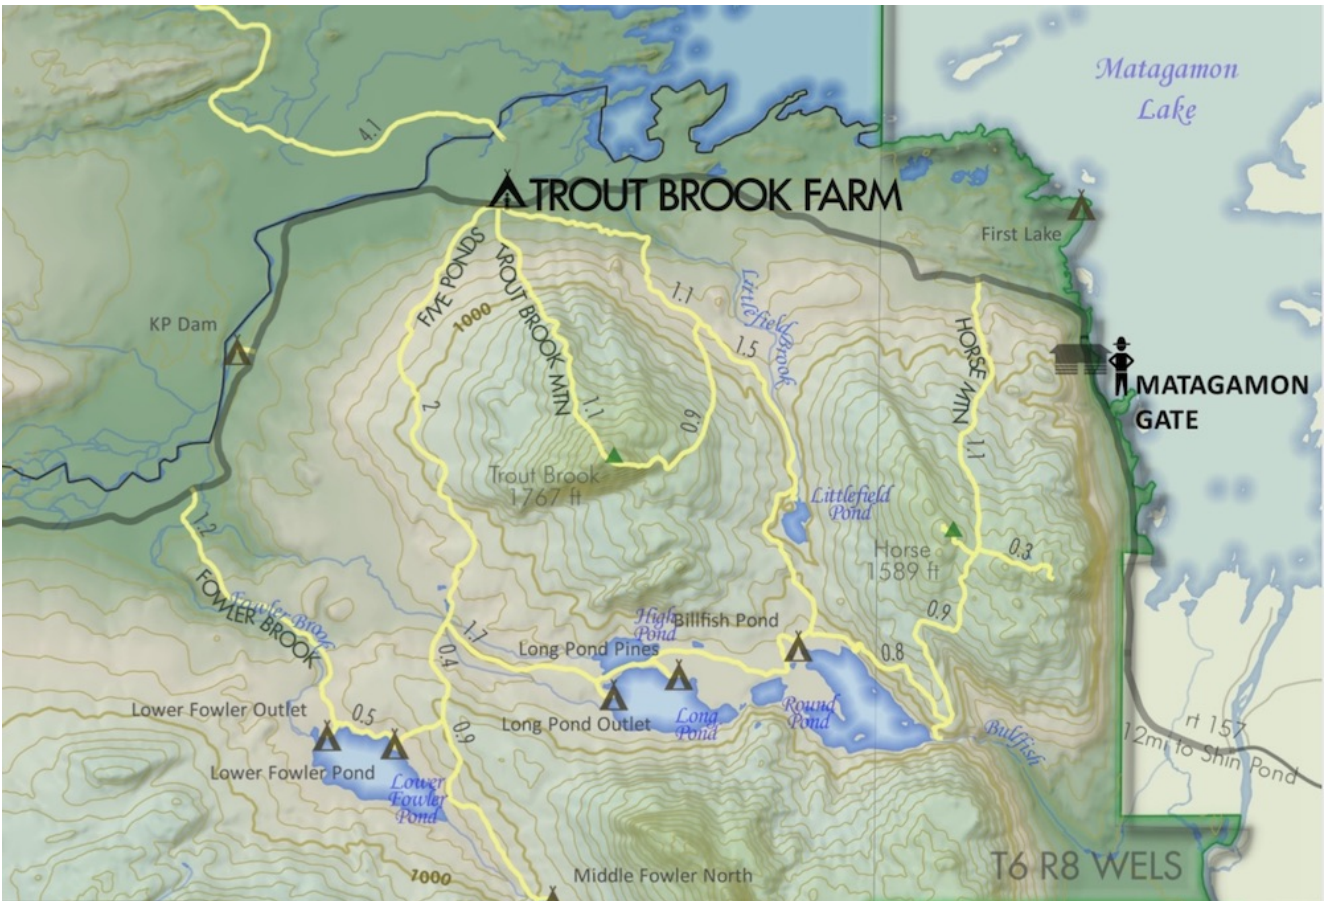 Matagamon
Lake
4.1
TROUT BROOK FARM
First Lake
FIVE PONDS
TROUT BROOK MTN
1000
1.1
Littlefield
Brook
KP Dam
1.5
HORSE MTN
MATAGAMON
GATE
2
1.1
0.9
1.1
Trout Brook
1767 ft
Littlefield
Pond
1.2
Horse
1589 ft
0.3
FOWLER BROOK
Fowler Brook
0.9
High
Pond
Billfish Pond
1.7
Long Pond Pines
0.4
0.8
Lower Fowler Outlet
0.5
0.9
Long Pond Outlet
Long
Pond
Round
Pond
Bullfish
rt 157
12mi to Shin Pond
Lower Fowler Pond
Lower
Fowler
Pond
1000
Middle Fowler North
T6 R8 WELS